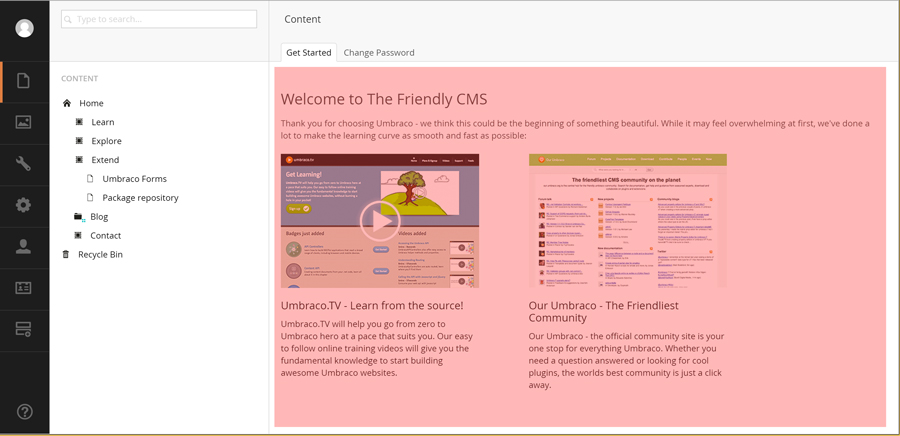 Type to search...
Content
Get Started
Change Password
CONTENT
Home
Learn
Explore
Extend
Umbraco Forms
Package repository
Blog
Contact
Recycle Bin
Welcome to The Friendly CMS
Thank you for choosing Umbraco - we think this could be the beginning of something beautiful. While it may feel overwhelming at first, we've done a
lot to make the learning curve as smooth and fast as possible:
umbraco.tv
Get Learning!
Sign up
Badges just added
Videos added
The friendliest CMS community on the planet
Umbraco.TV - Learn from the source!
Umbraco.TV will help you go from zero to
Umbraco hero at a pace that suits you. Our easy
to follow online training videos will give you the
fundamental knowledge to start building
awesome Umbraco websites.
Our Umbraco - The Friendliest
Community
Our Umbraco - the official community site is your
one stop for everything Umbraco. Whether you
need a question answered or looking for cool
plugins, the worlds best community is just a click
away.